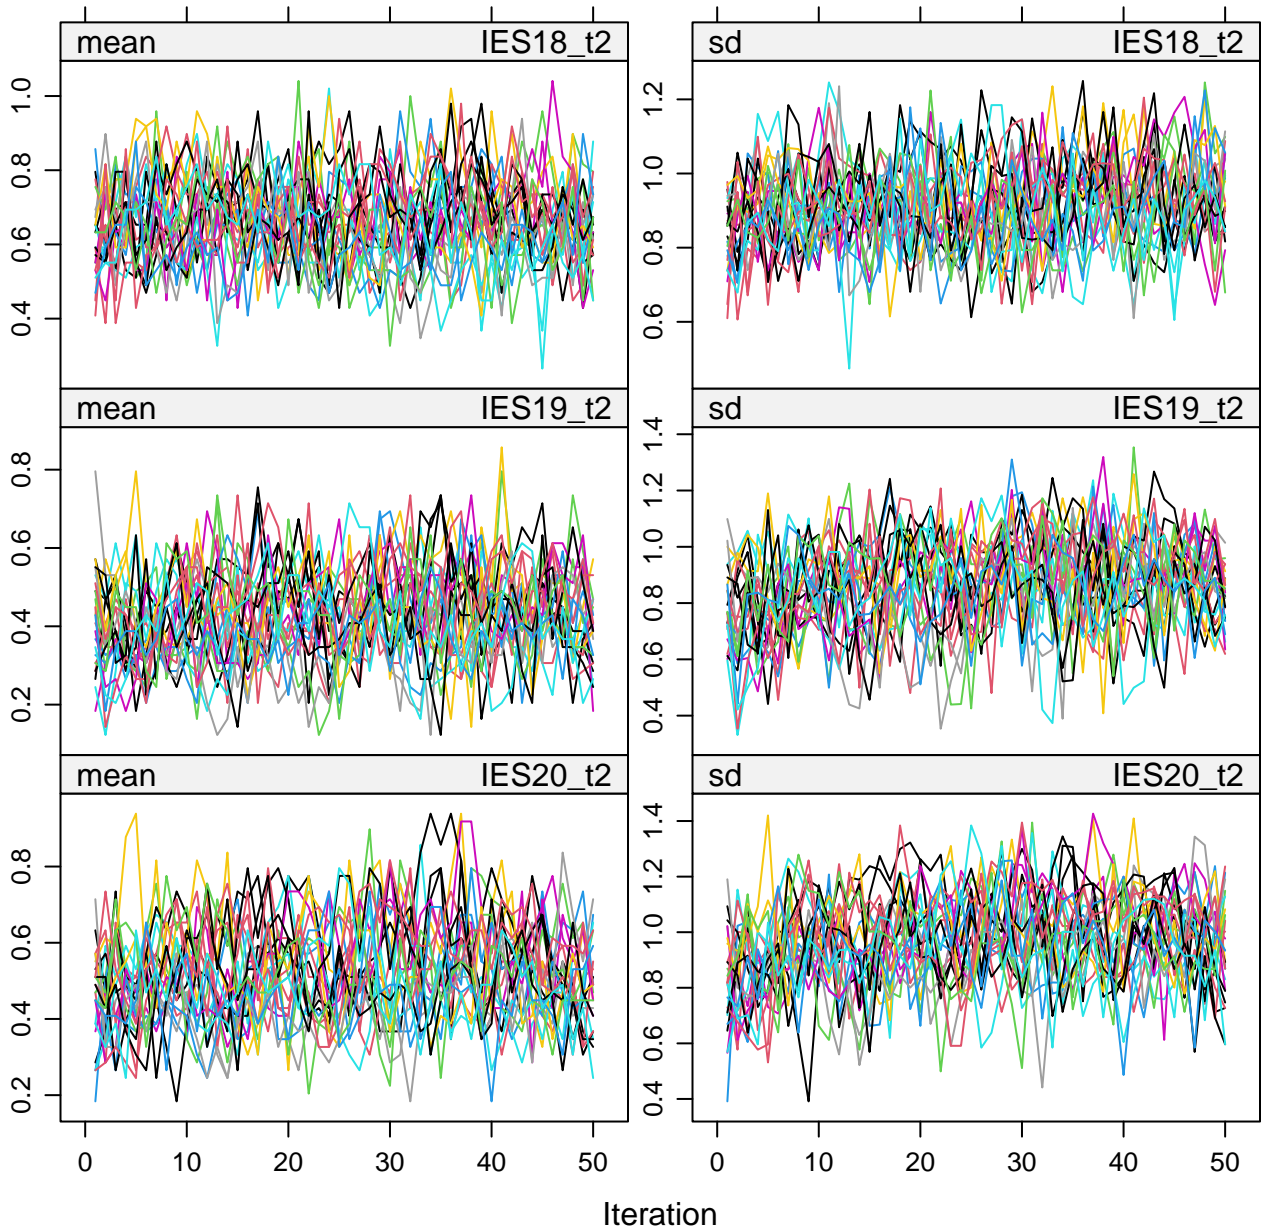 mean IES18_t2 sd IES18_t2
0.4 0.6 0.8 1.0
0.6 0.8 1.0 1.2
mean IES19_t2 sd IES19_t2
0.2 0.4 0.6 0.8
0.4 0.6 0.8 1.0 1.2 1.4
mean IES20_t2 sd IES20_t2
0.2 0.4 0.6 0.8
0.4 0.6 0.8 1.0 1.2 1.4
0 10 20 30 40 50 0 10 20 30 40 50
Iteration